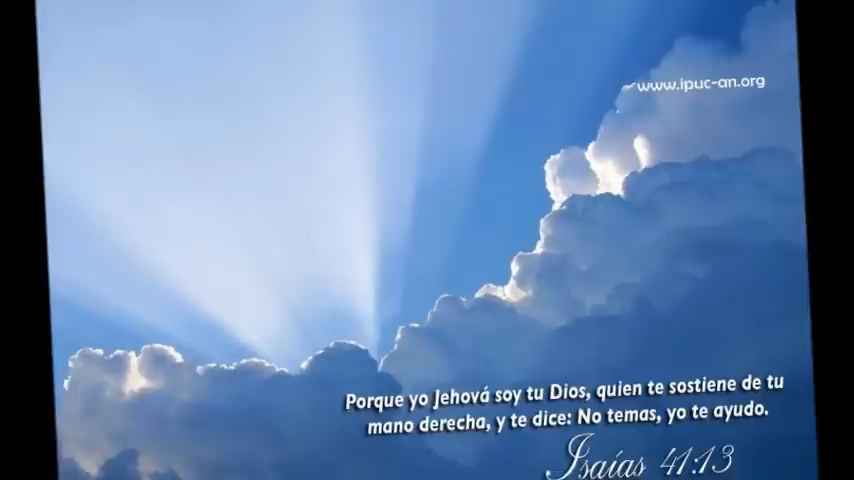 www.ipuc-an.org
Porque yo Jehová soy tu Dios, quien te sostiene de tu
mano derecha, y te dice: No temas, yo te ayudo.
Isaías 41:13